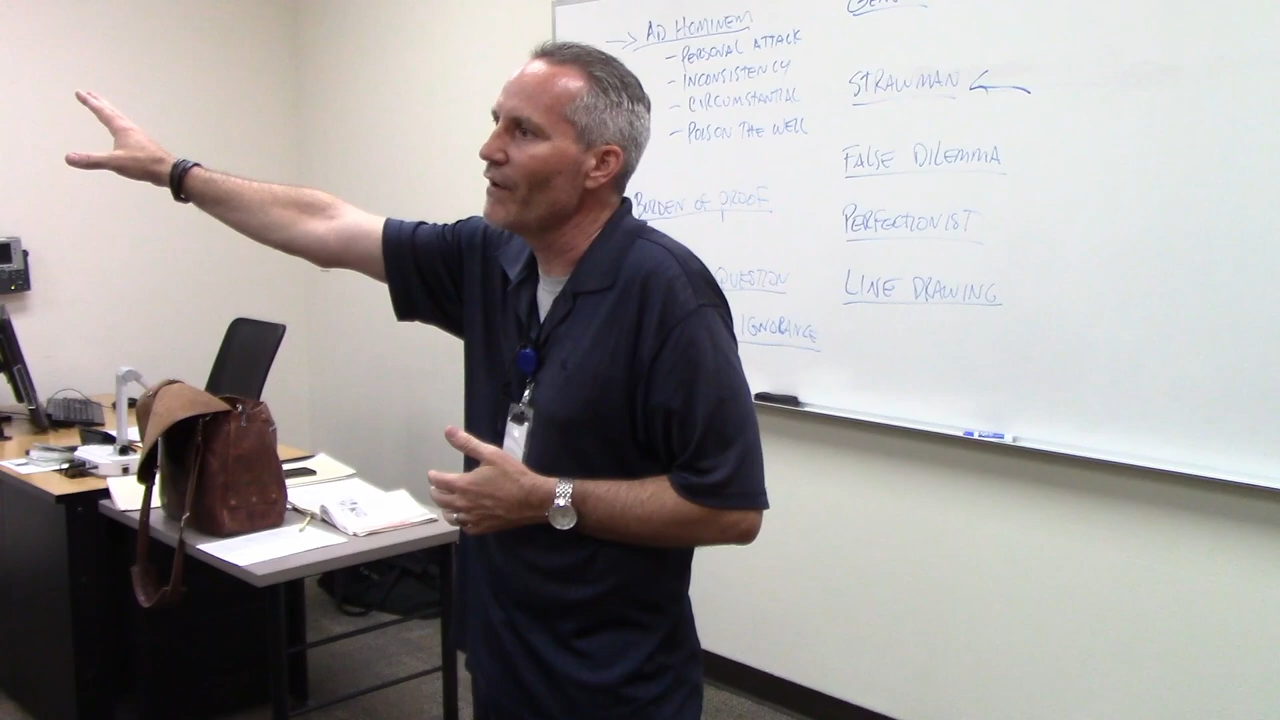 AD HOMINEM
- PERSONAL ATTACK
- INCONSISTENCY
- CIRCUMSTANTIAL
- POISON THE WELL
BURDEN OF PROOF
QUESTION
IGNORANCE
STRAWMAN
FALSE DILEMMA
PERFECTIONIST
LINE DRAWING